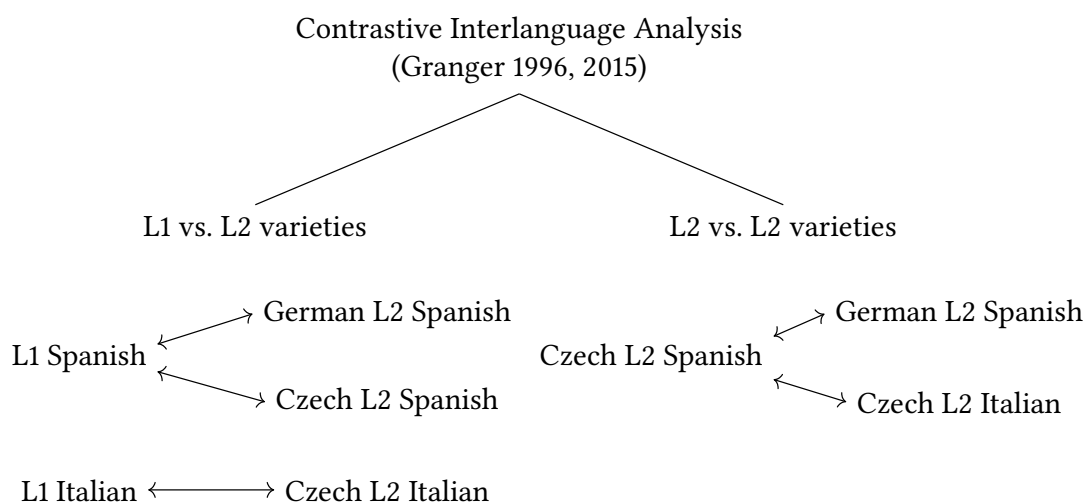 Contrastive Interlanguage Analysis
(Granger 1996, 2015)
L1 vs. L2 varieties
L2 vs. L2 varieties
German L2 Spanish
L1 Spanish
Czech L2 Spanish
L1 Italian
Czech L2 Italian
German L2 Spanish
Czech L2 Spanish
Czech L2 Italian